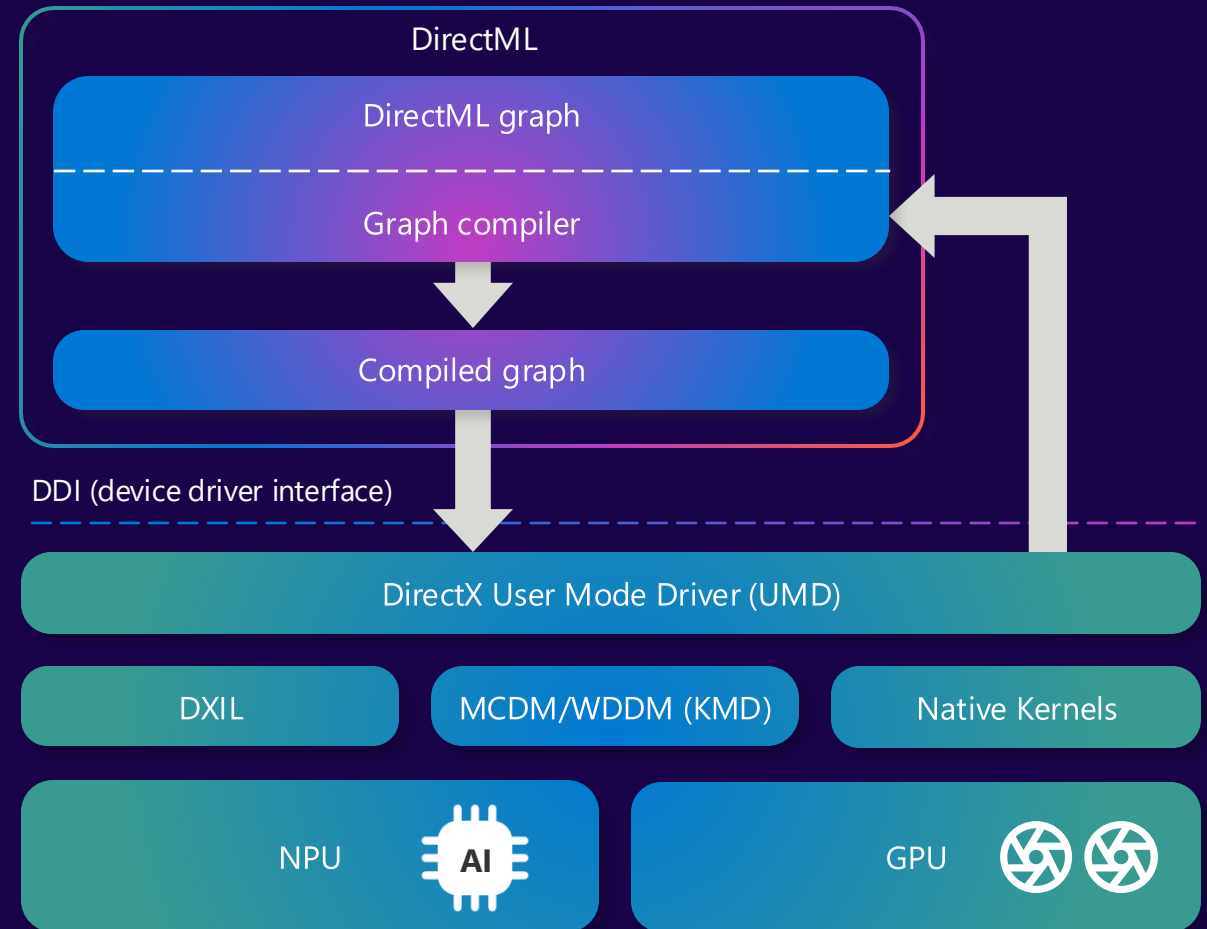 DirectML
DirectML graph
Graph compiler
Compiled graph
DDI (device driver interface)
DirectX User Mode Driver (UMD)
DXIL
MCDM/WDDM (KMD)
Native Kernels
NPU
AI
GPU